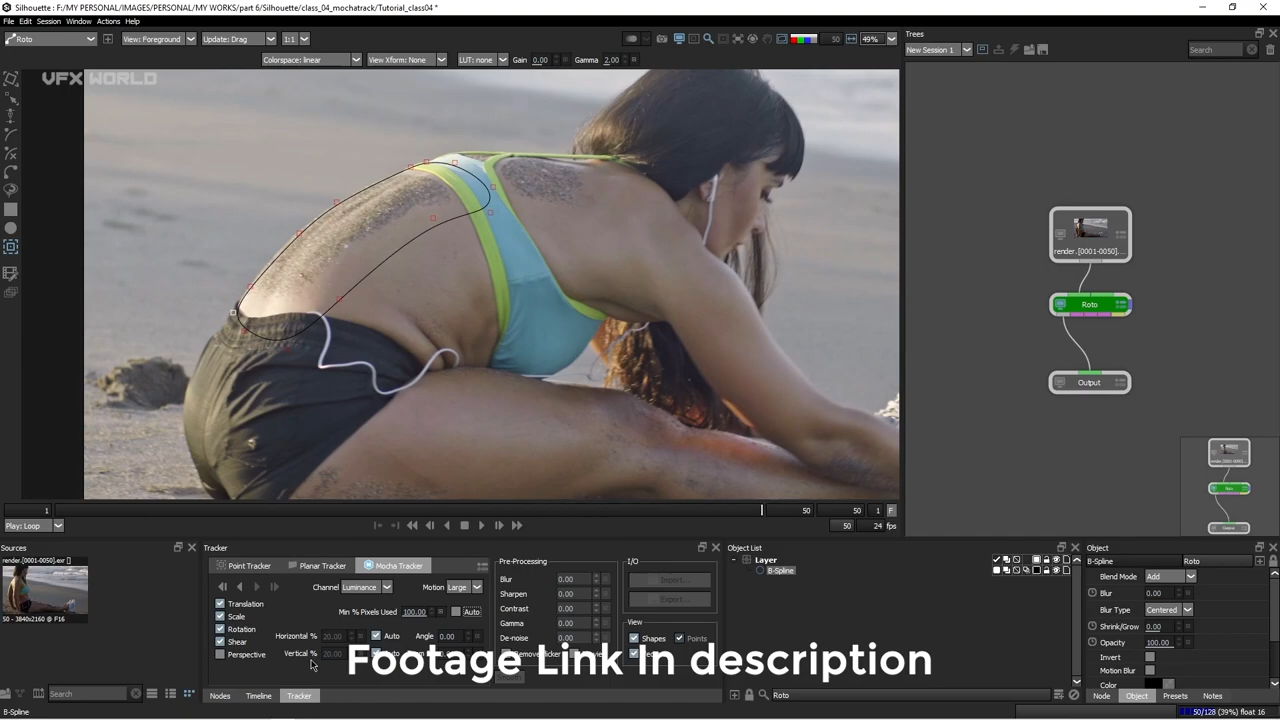 Silhouette : F:/MY PERSONAL/IMAGES/PERSONAL/MY WORKS/part 6/Silhouette/class_04_mochatrack/Tutorial_class04 *
File Edit Session Window Actions Help
Roto View: Foreground Update: Drag 1:1 50 49%
Colorspace: linear View Xform: None LUT: none Gain 0.00 Gamma 2.00
VFX WORLD
Trees
New Session 1 Search
render.[0001-0050]...
Roto
Output
1 50 50 1 F
Play: Loop 50 24 fps
Sources
render.[0001-0050].exr []
50 - 3840x2160 @ F16
Search
Tracker
Point Tracker Planar Tracker Mocha Tracker
Channel Luminance Motion Large
Translation
Scale
Rotation
Shear
Perspective
Min % Pixels Used 100.00 Auto
Horizontal % 20.00 Auto Angle 0.00
Vertical % 20.00
Pre-Processing
Blur 0.00
Sharpen 0.00
Contrast 0.00
Gamma 0.00
De-noise 0.00
I/O
Import...
Export...
View
Shapes Points
Nodes Timeline Tracker
Object List
Layer
B-Spline
Roto
Object
B-Spline Roto
Blend Mode Add
Blur 0.00
Blur Type Centered
Shrink/Grow 0.00
Opacity 100.00
Invert
Motion Blur
Color
Node Object Presets Notes
Footage Link In description
B-Spline
50/128 (39%) float 16